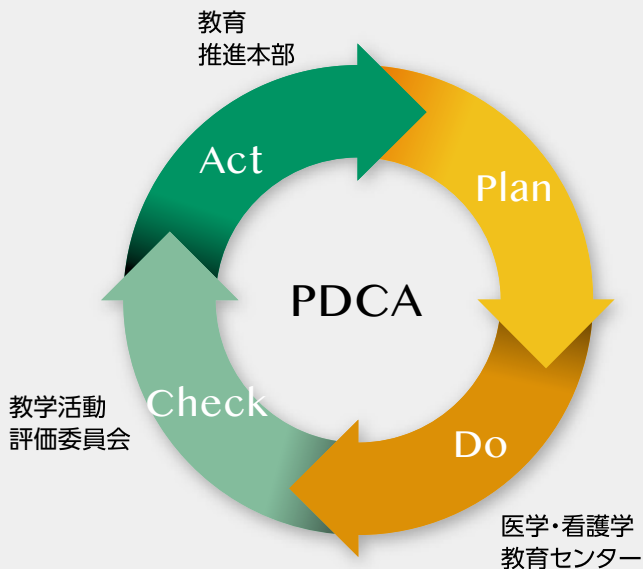 教育
推進本部
Act
Plan
PDCA
教学活動
評価委員会
Check
Do
医学・看護学
教育センター